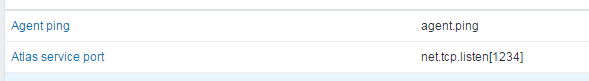 Agent ping agent.ping
Atlas service port net.tcp.listen[1234]